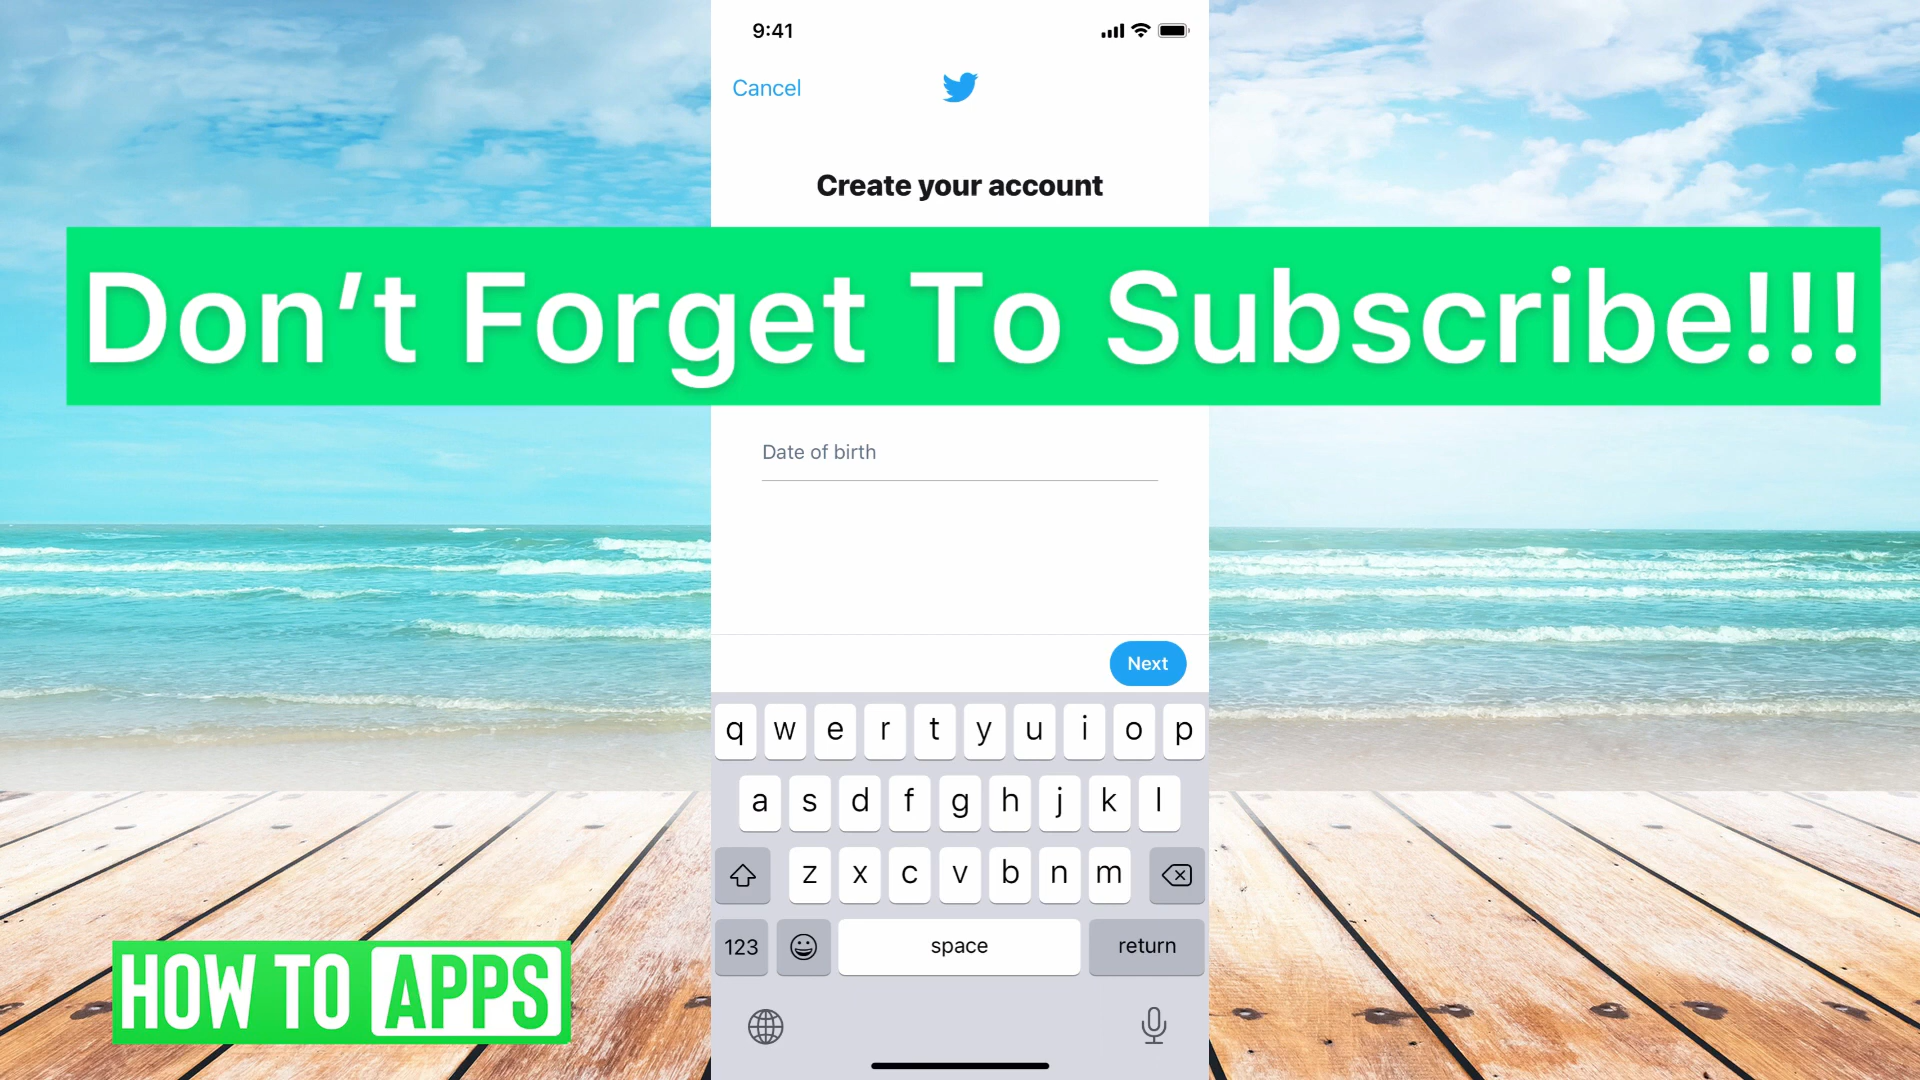 9:41
Cancel
Create your account
Don’t Forget To Subscribe!!!
Date of birth
Next
q w e r t y u i o p
a s d f g h j k l
z x c v b n m
123 space return
HOW TO APPS